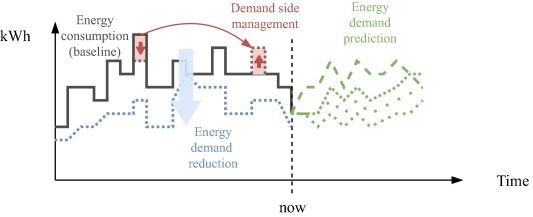 Energy
consumption
(baseline)
kWh
Demand side
management
Energy
demand
prediction
Energy
demand
reduction
Time
now